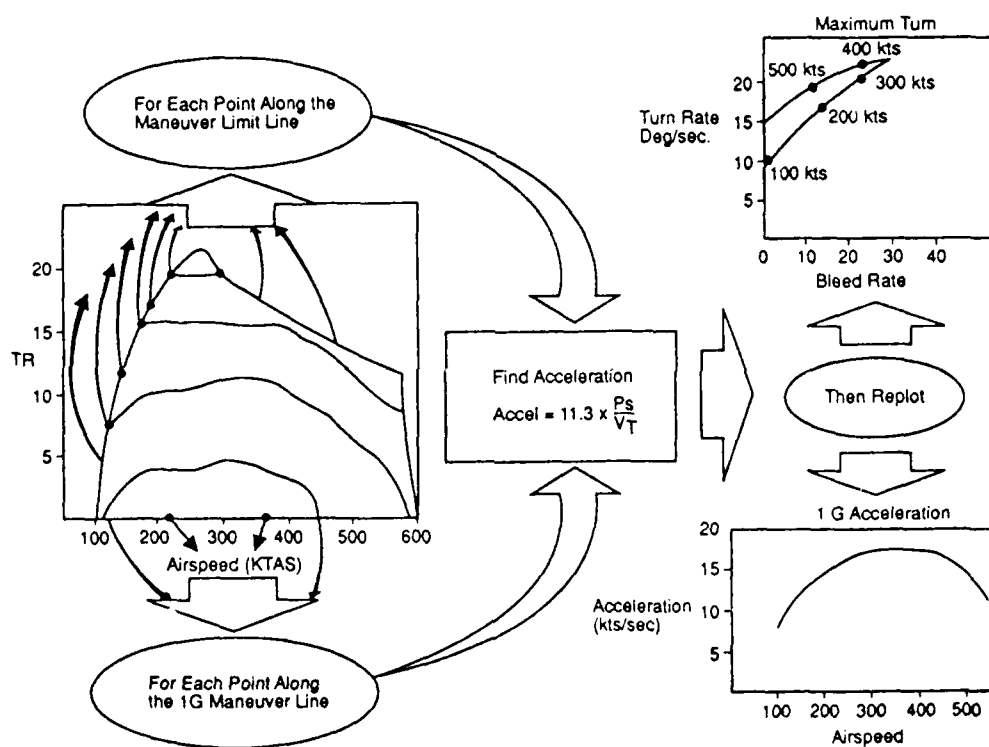 For Each Point Along the
Maneuver Limit Line
TR
20
15
10
5
100 200 300 400 500 600
Airspeed (KTAS)
For Each Point Along
the 1G Maneuver Line
Find Acceleration
Accel = 11.3 x Ps
VT
Maximum Turn
400 kts
500 kts
300 kts
200 kts
100 kts
Turn Rate
Deg/sec.
20
15
10
5
0 10 20 30 40
Bleed Rate
Then Replot
1 G Acceleration
20
15
10
5
Acceleration
(kts/sec)
100 200 300 400 500
Airspeed